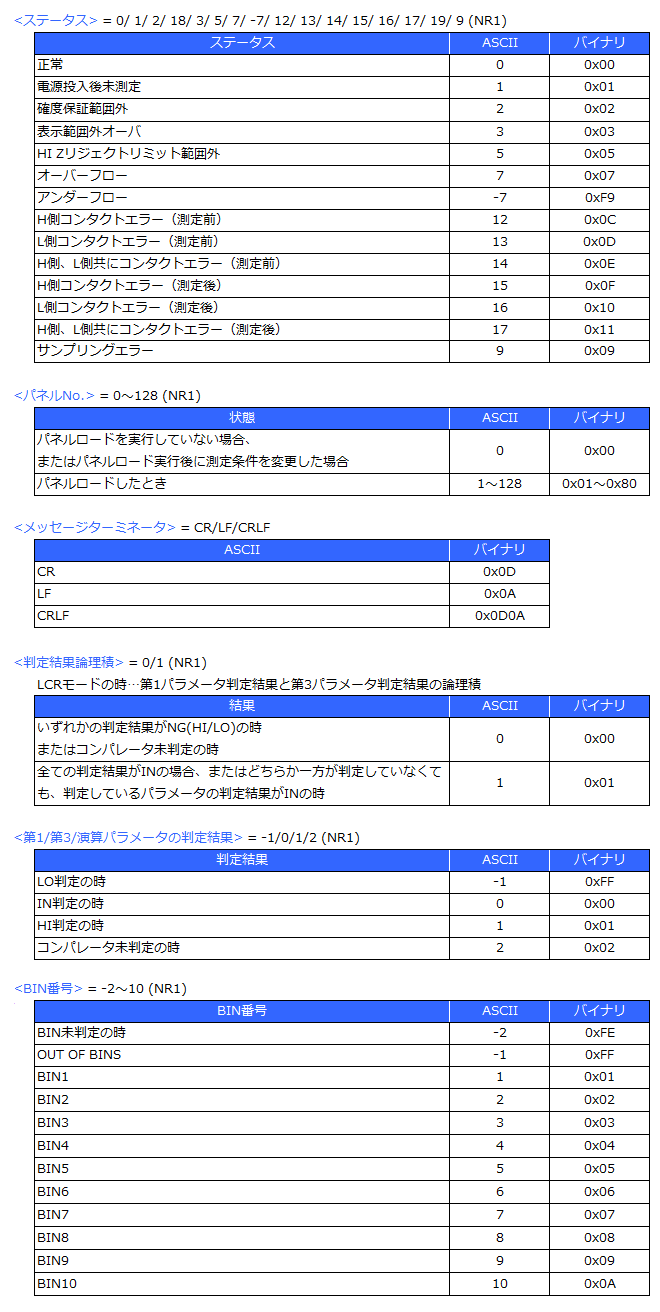 <ステータス> = 0/ 1/ 2/ 18/ 3/ 5/ 7/ -7/ 12/ 13/ 14/ 15/ 16/ 17/ 19/ 9 (NR1)
ステータス ASCII バイナリ
正常 0 0x00
電源投入後未測定 1 0x01
確度保証範囲外 2 0x02
表示範囲外オーバ 3 0x03
HI Zリジェクトリミット範囲外 5 0x05
オーバーフロー 7 0x07
アンダーフロー -7 0xF9
H側コンタクトエラー（測定前） 12 0x0C
L側コンタクトエラー（測定前） 13 0x0D
H側、L側共にコンタクトエラー（測定前） 14 0x0E
H側コンタクトエラー（測定後） 15 0x0F
L側コンタクトエラー（測定後） 16 0x10
H側、L側共にコンタクトエラー（測定後） 17 0x11
サンプリングエラー 9 0x09
<パネルNo.> = 0～128 (NR1)
状態 ASCII バイナリ
パネルロードを実行していない場合、
またはパネルロード実行後に測定条件を変更した場合 0 0x00
パネルロードしたとき 1～128 0x01～0x80
<メッセージターミネータ> = CR/LF/CRLF
ASCII バイナリ
CR 0x0D
LF 0x0A
CRLF 0x0D0A
<判定結果論理積> = 0/1 (NR1)
LCRモードの時…第1パラメータ判定結果と第3パラメータ判定結果の論理積
結果 ASCII バイナリ
いずれかの判定結果がNG(HI/LO)の時
またはコンパレータ未判定の時 0 0x00
全ての判定結果がINの場合、またはどちらか一方が判定していなくて
も、判定しているパラメータの判定結果がINの時 1 0x01
<第1/第3/演算パラメータの判定結果> = -1/0/1/2 (NR1)
判定結果 ASCII バイナリ
LO判定の時 -1 0xFF
IN判定の時 0 0x00
HI判定の時 1 0x01
コンパレータ未判定の時 2 0x02
<BIN番号> = -2～10 (NR1)
BIN番号 ASCII バイナリ
BIN未判定の時 -2 0xFE
OUT OF BINS -1 0xFF
BIN1 1 0x01
BIN2 2 0x02
BIN3 3 0x03
BIN4 4 0x04
BIN5 5 0x05
BIN6 6 0x06
BIN7 7 0x07
BIN8 8 0x08
BIN9 9 0x09
BIN10 10 0x0A